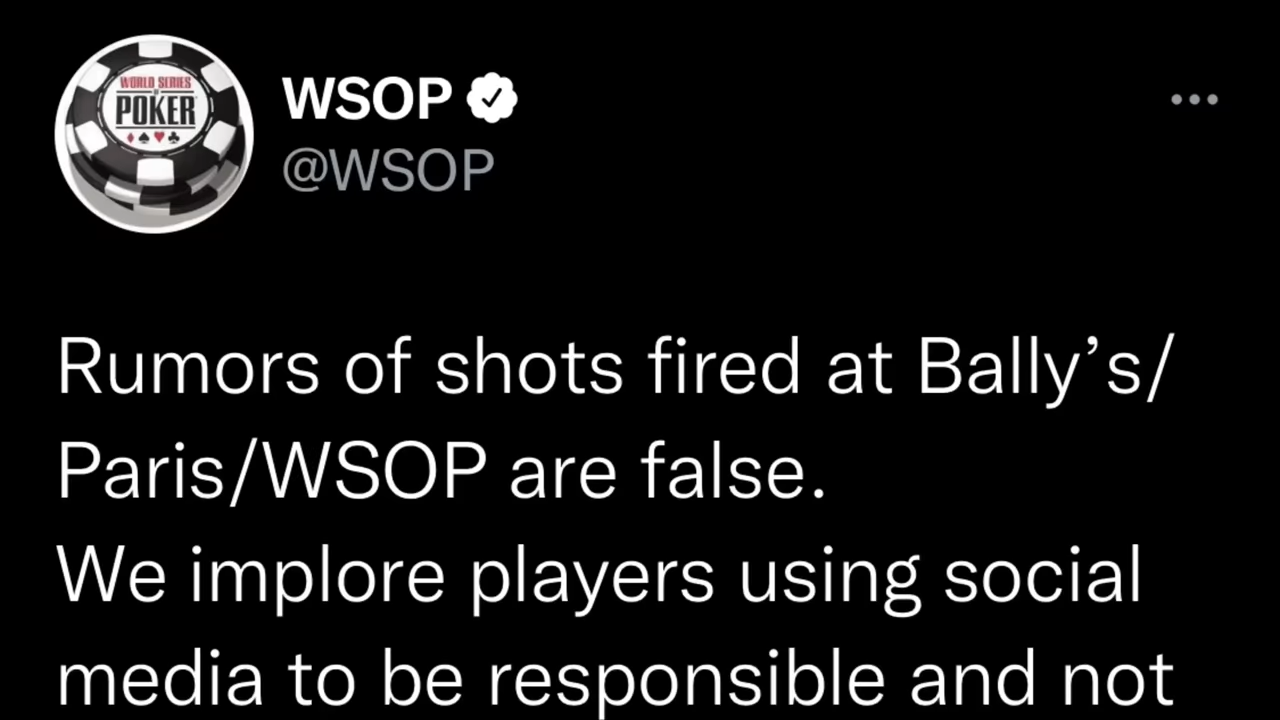 WORLD SERIES
OF
POKER
WSOP
@WSOP
Rumors of shots fired at Bally’s/
Paris/WSOP are false.
We implore players using social
media to be responsible and not